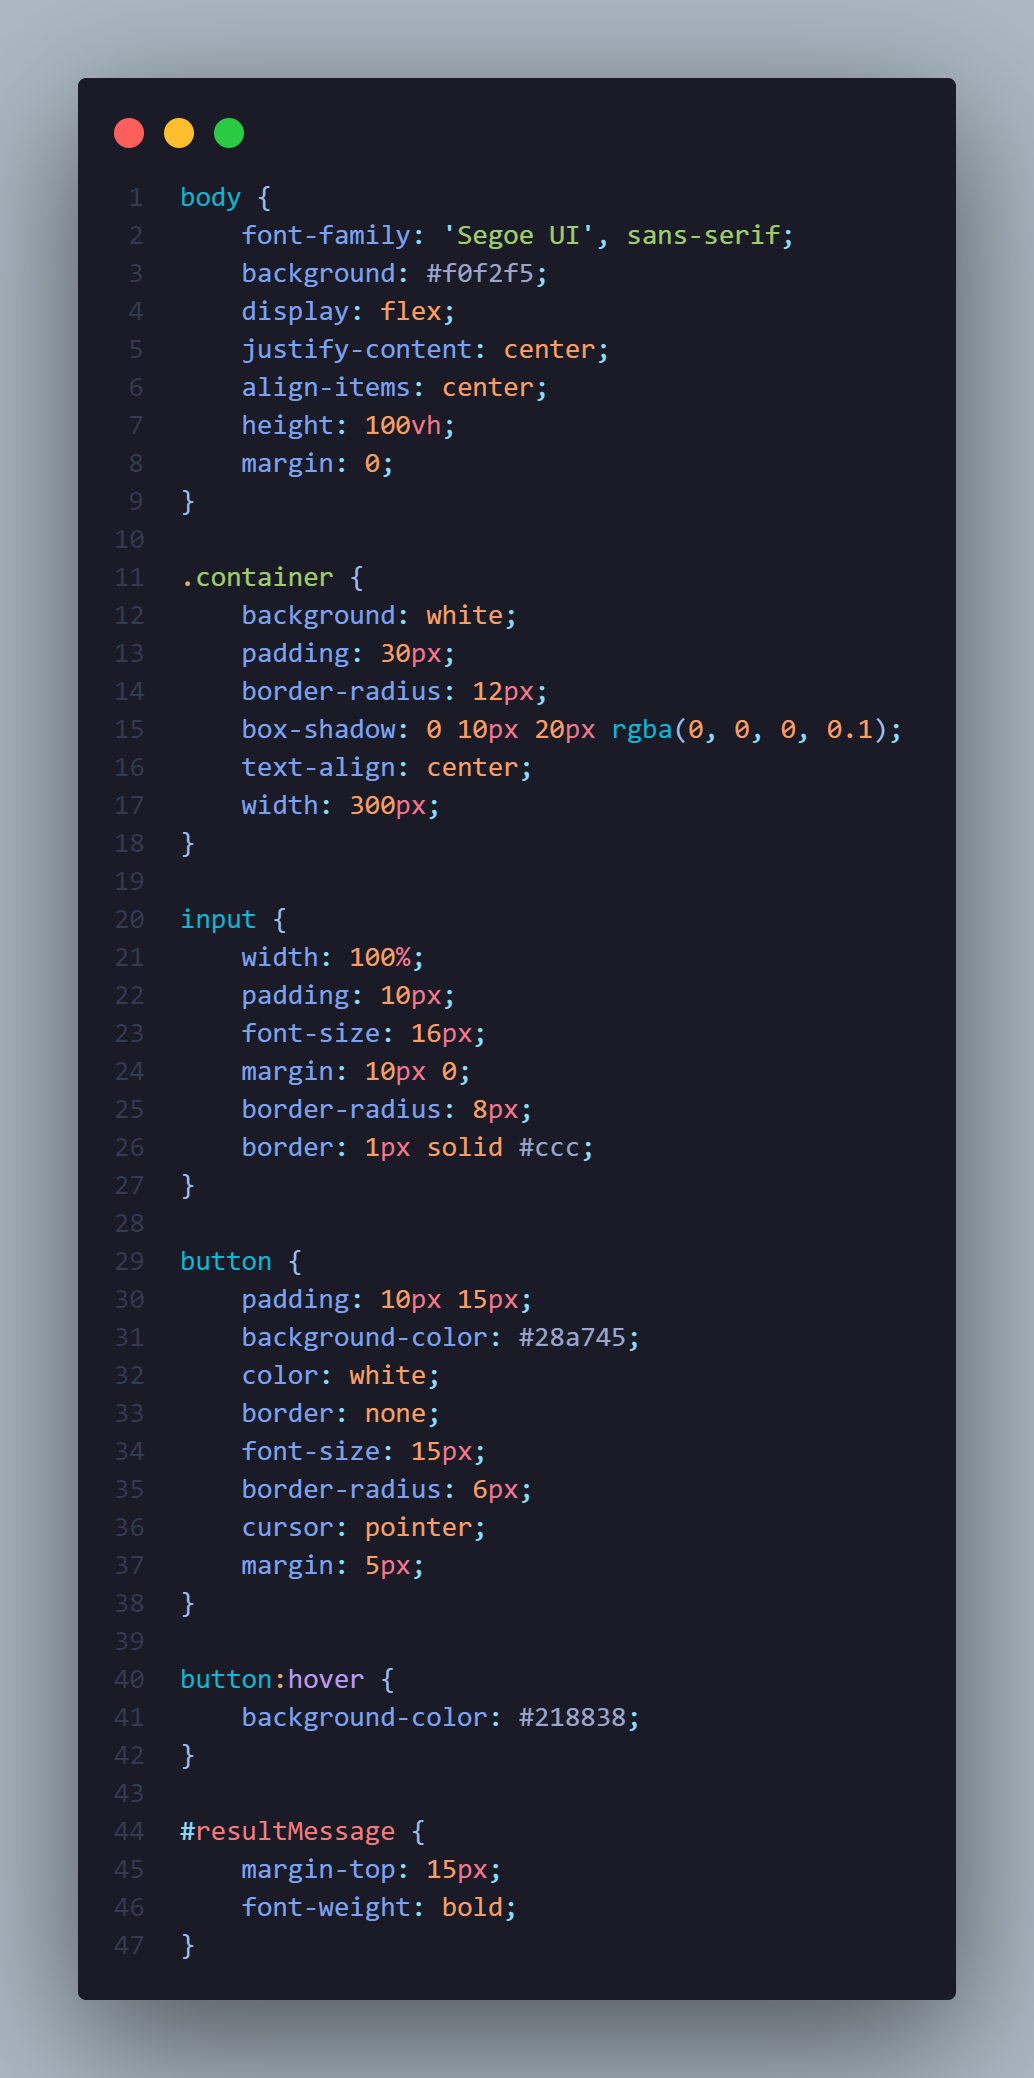 1 body {
2     font-family: 'Segoe UI', sans-serif;
3     background: #f0f2f5;
4     display: flex;
5     justify-content: center;
6     align-items: center;
7     height: 100vh;
8     margin: 0;
9 }
10
11 .container {
12     background: white;
13     padding: 30px;
14     border-radius: 12px;
15     box-shadow: 0 10px 20px rgba(0, 0, 0, 0.1);
16     text-align: center;
17     width: 300px;
18 }
19
20 input {
21     width: 100%;
22     padding: 10px;
23     font-size: 16px;
24     margin: 10px 0;
25     border-radius: 8px;
26     border: 1px solid #ccc;
27 }
28
29 button {
30     padding: 10px 15px;
31     background-color: #28a745;
32     color: white;
33     border: none;
34     font-size: 15px;
35     border-radius: 6px;
36     cursor: pointer;
37     margin: 5px;
38 }
39
40 button:hover {
41     background-color: #218838;
42 }
43
44 #resultMessage {
45     margin-top: 15px;
46     font-weight: bold;
47 }